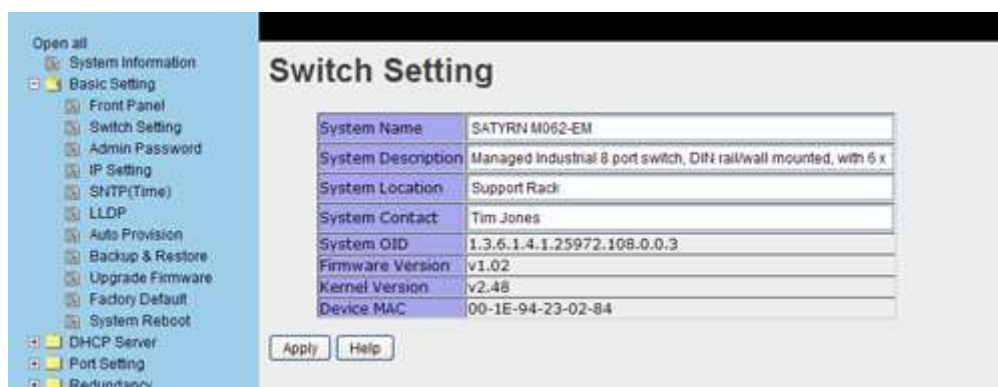 Open all
System Information
Basic Setting
Front Panel
Switch Setting
Admin Password
IP Setting
SNTP(Time)
LLDP
Auto Provision
Backup & Restore
Upgrade Firmware
Factory Default
System Reboot
DHCP Server
Port Setting
Redundancy
Switch Setting
System Name SATYRN M062-EM
System Description Managed Industrial 8 port switch, DIN rail/wall mounted, with 6 x
System Location Support Rack
System Contact Tim Jones
System OID 1.3.6.1.4.1.25972.108.0.0.3
Firmware Version v1.02
Kernel Version v2.48
Device MAC 00-1E-94-23-02-84
Apply Help